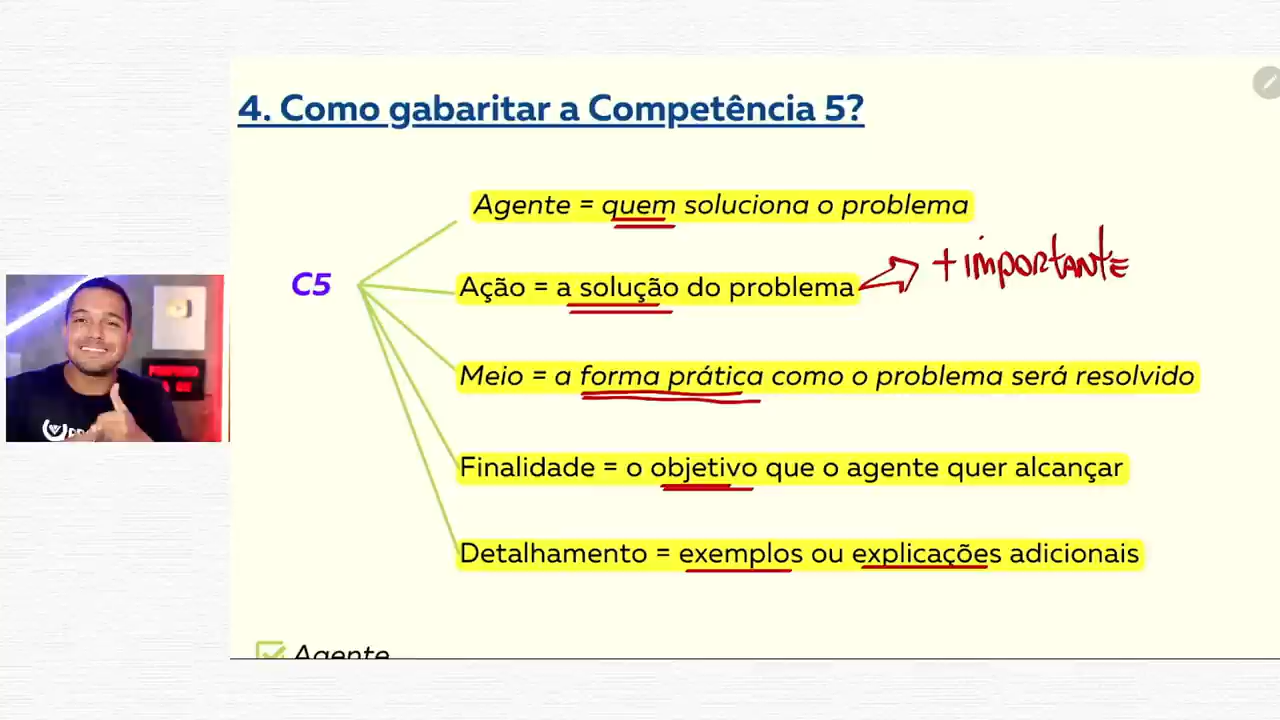 4. Como gabaritar a Competência 5?
Agente = quem soluciona o problema
C5
Ação = a solução do problema
+ importante
Meio = a forma prática como o problema será resolvido
Finalidade = o objetivo que o agente quer alcançar
Detalhamento = exemplos ou explicações adicionais
Agente